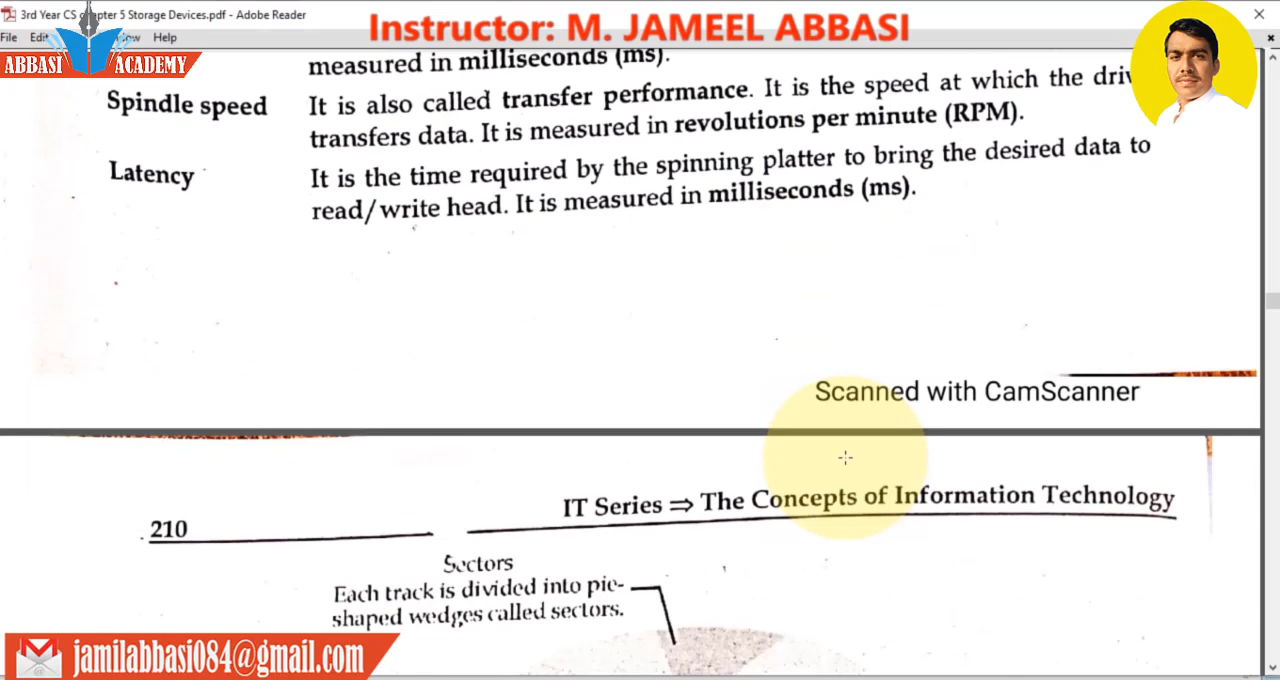 3rd Year CS chapter 5 Storage Devices.pdf - Adobe Reader
Instructor: M. JAMEEL ABBASI
File Help
ABBASI ACADEMY
measured in milliseconds (ms).
Spindle speed It is also called transfer performance. It is the speed at which the
transfers data. It is measured in revolutions per minute (RPM).
Latency It is the time required by the spinning platter to bring the desired data to
read/write head. It is measured in milliseconds (ms).
Scanned with CamScanner
IT Series ⇒ The Concepts of Information Technology
210
Sectors
Each track is divided into pie-
shaped wedges called sectors.
jamilabbasi084@gmail.com